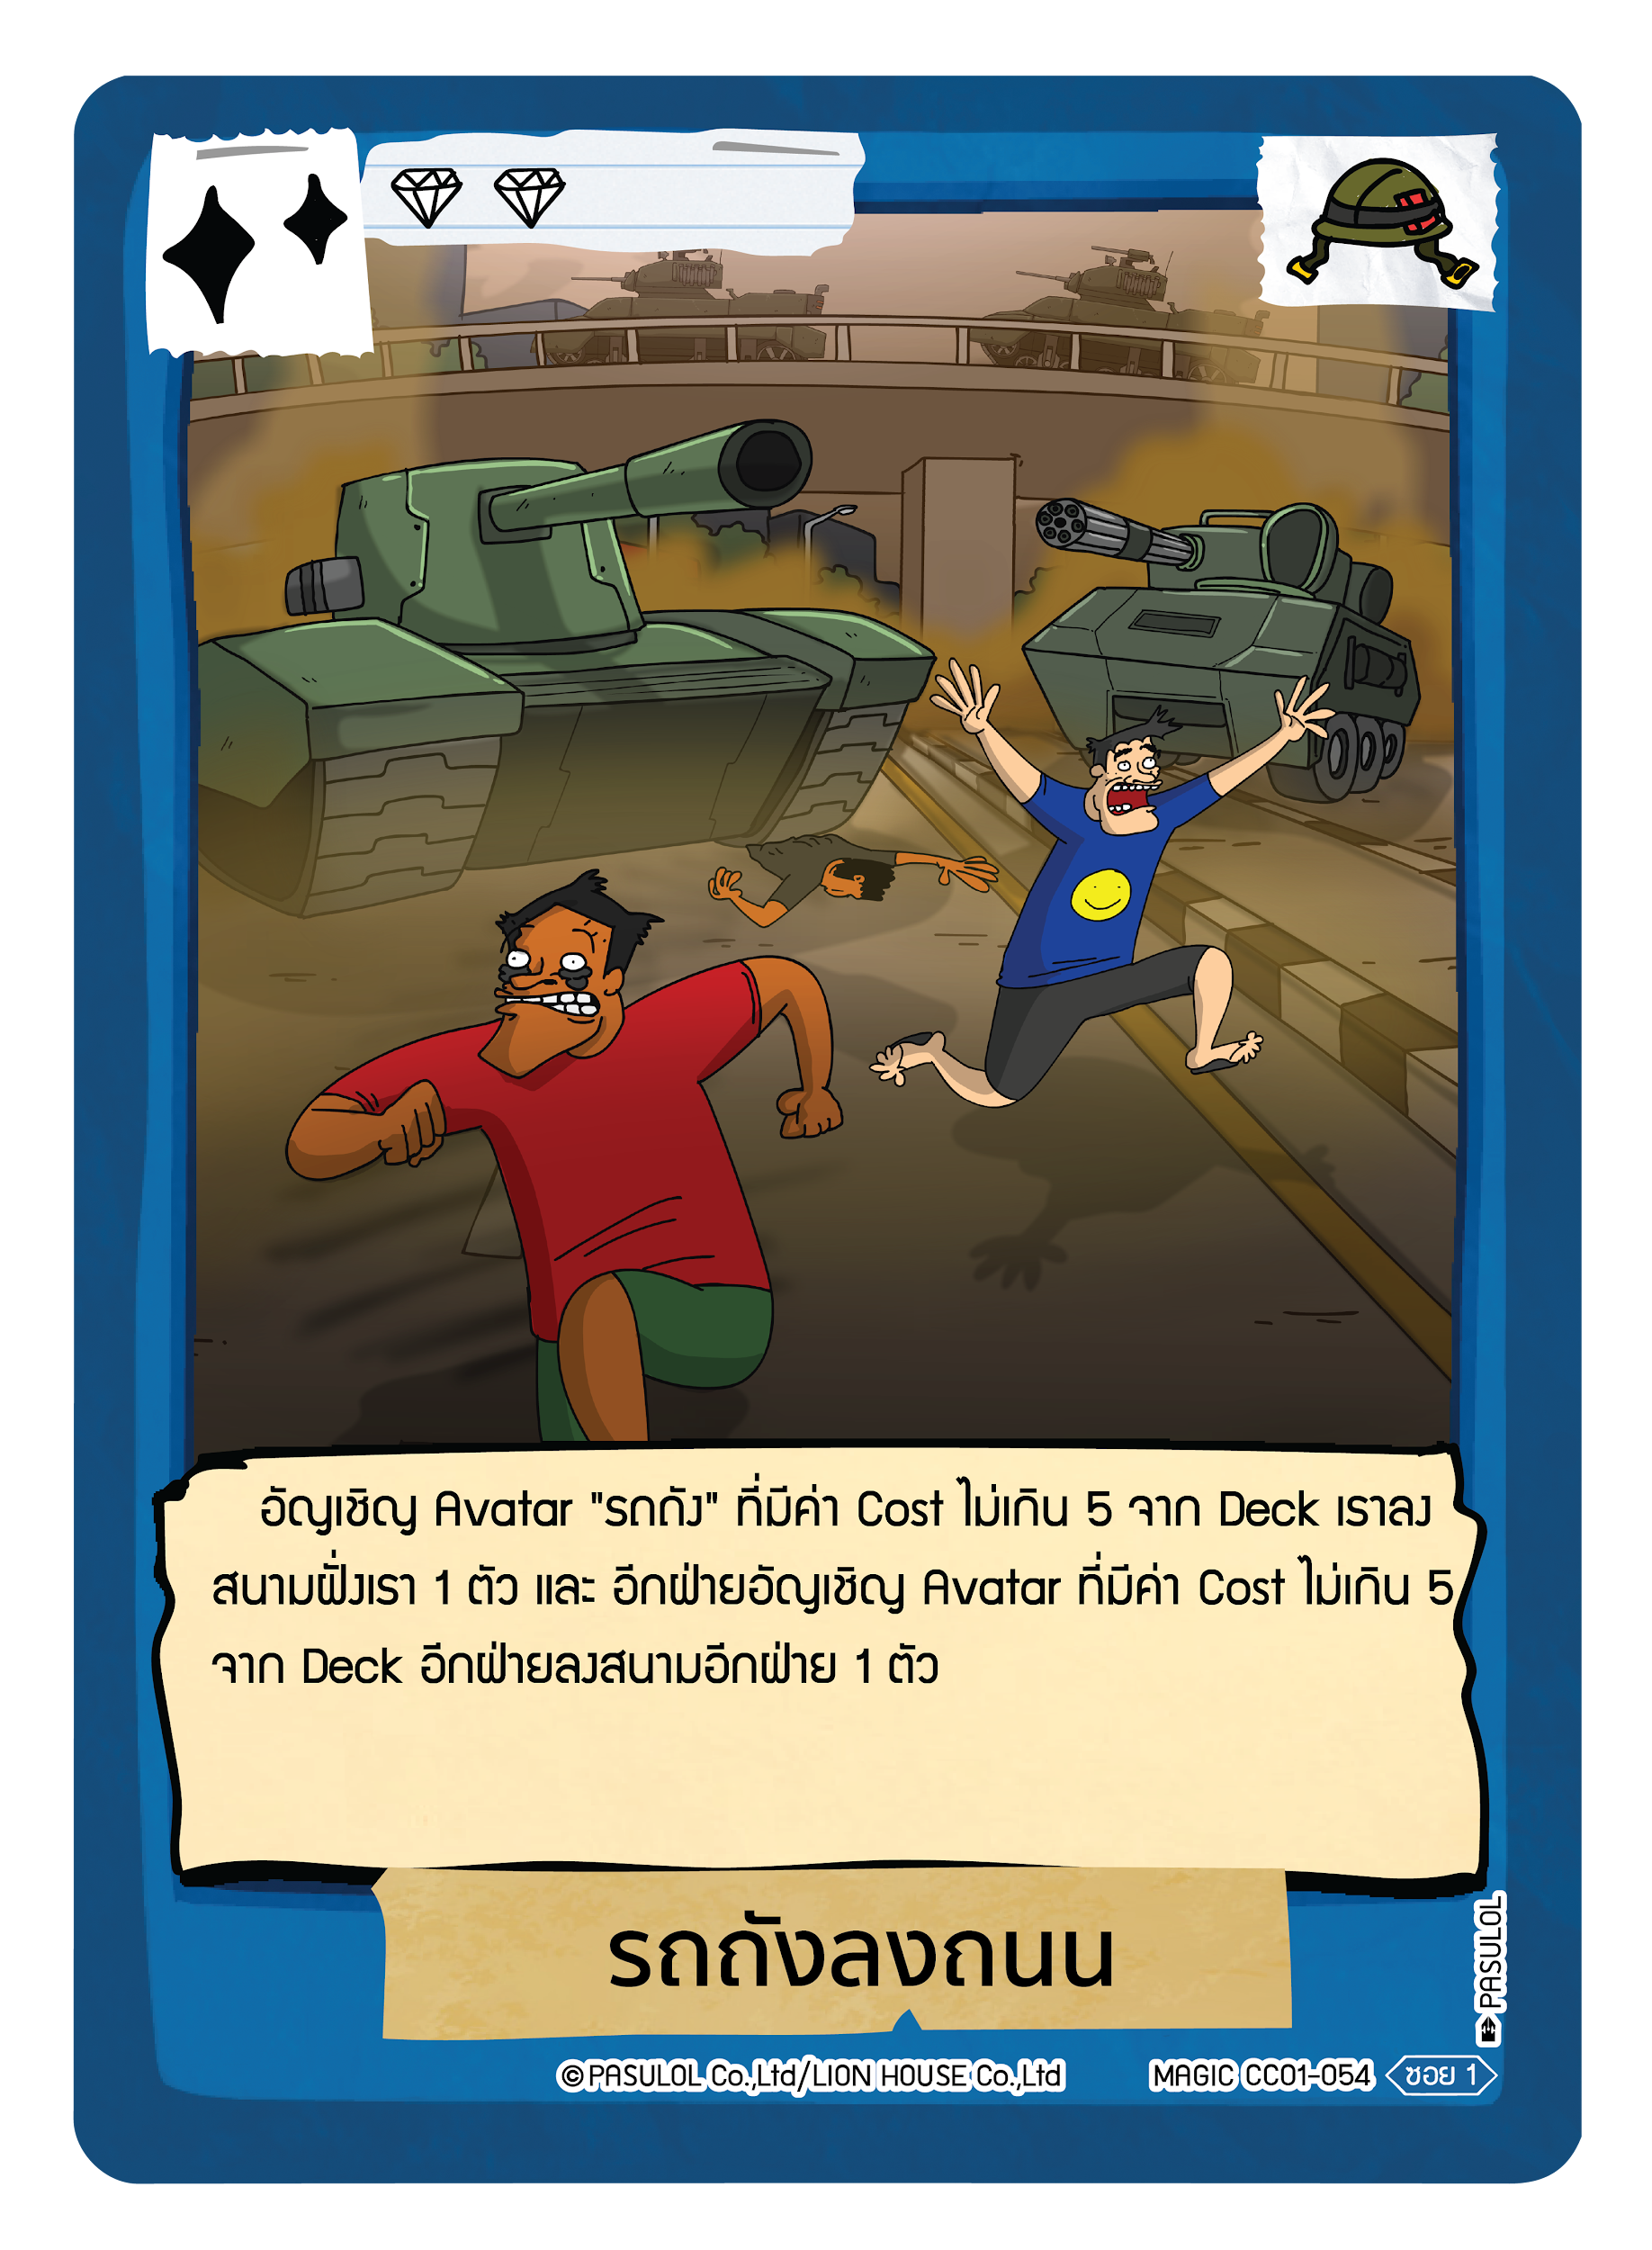 อัญเชิญ Avatar "รถถัง" ที่มีค่า Cost ไม่เกิน 5 จาก Deck เราลง
สนามฝั่งเรา 1 ตัว และ อีกฝ่ายอัญเชิญ Avatar ที่มีค่า Cost ไม่เกิน 5
จาก Deck อีกฝ่ายลงสนามอีกฝ่าย 1 ตัว
รถถังลงถนน
PASULOL
© PASULOL Co.,Ltd/LION HOUSE Co.,Ltd
MAGIC CC01-054
ซอย 1